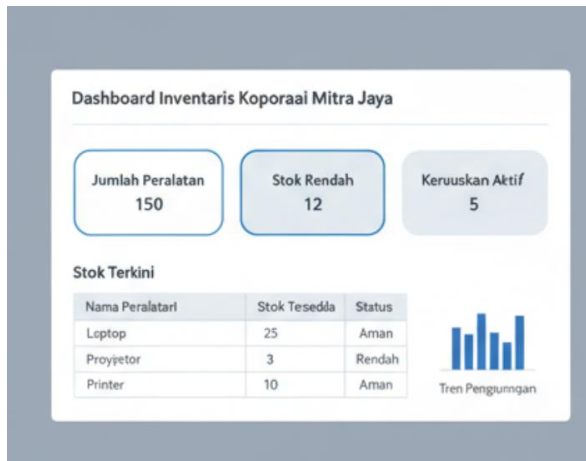 Dashboard Inventaris Koporaai Mitra Jaya
Jumlah Peralatan
150
Stok Rendah
12
Keruuskan Aktif
5
Stok Terkini
Nama Peralatarl Stok Tesedila Status
Lcptop 25 Aman
Proyjetor 3 Rendah
Printer 10 Aman
Tren Pengiumngan